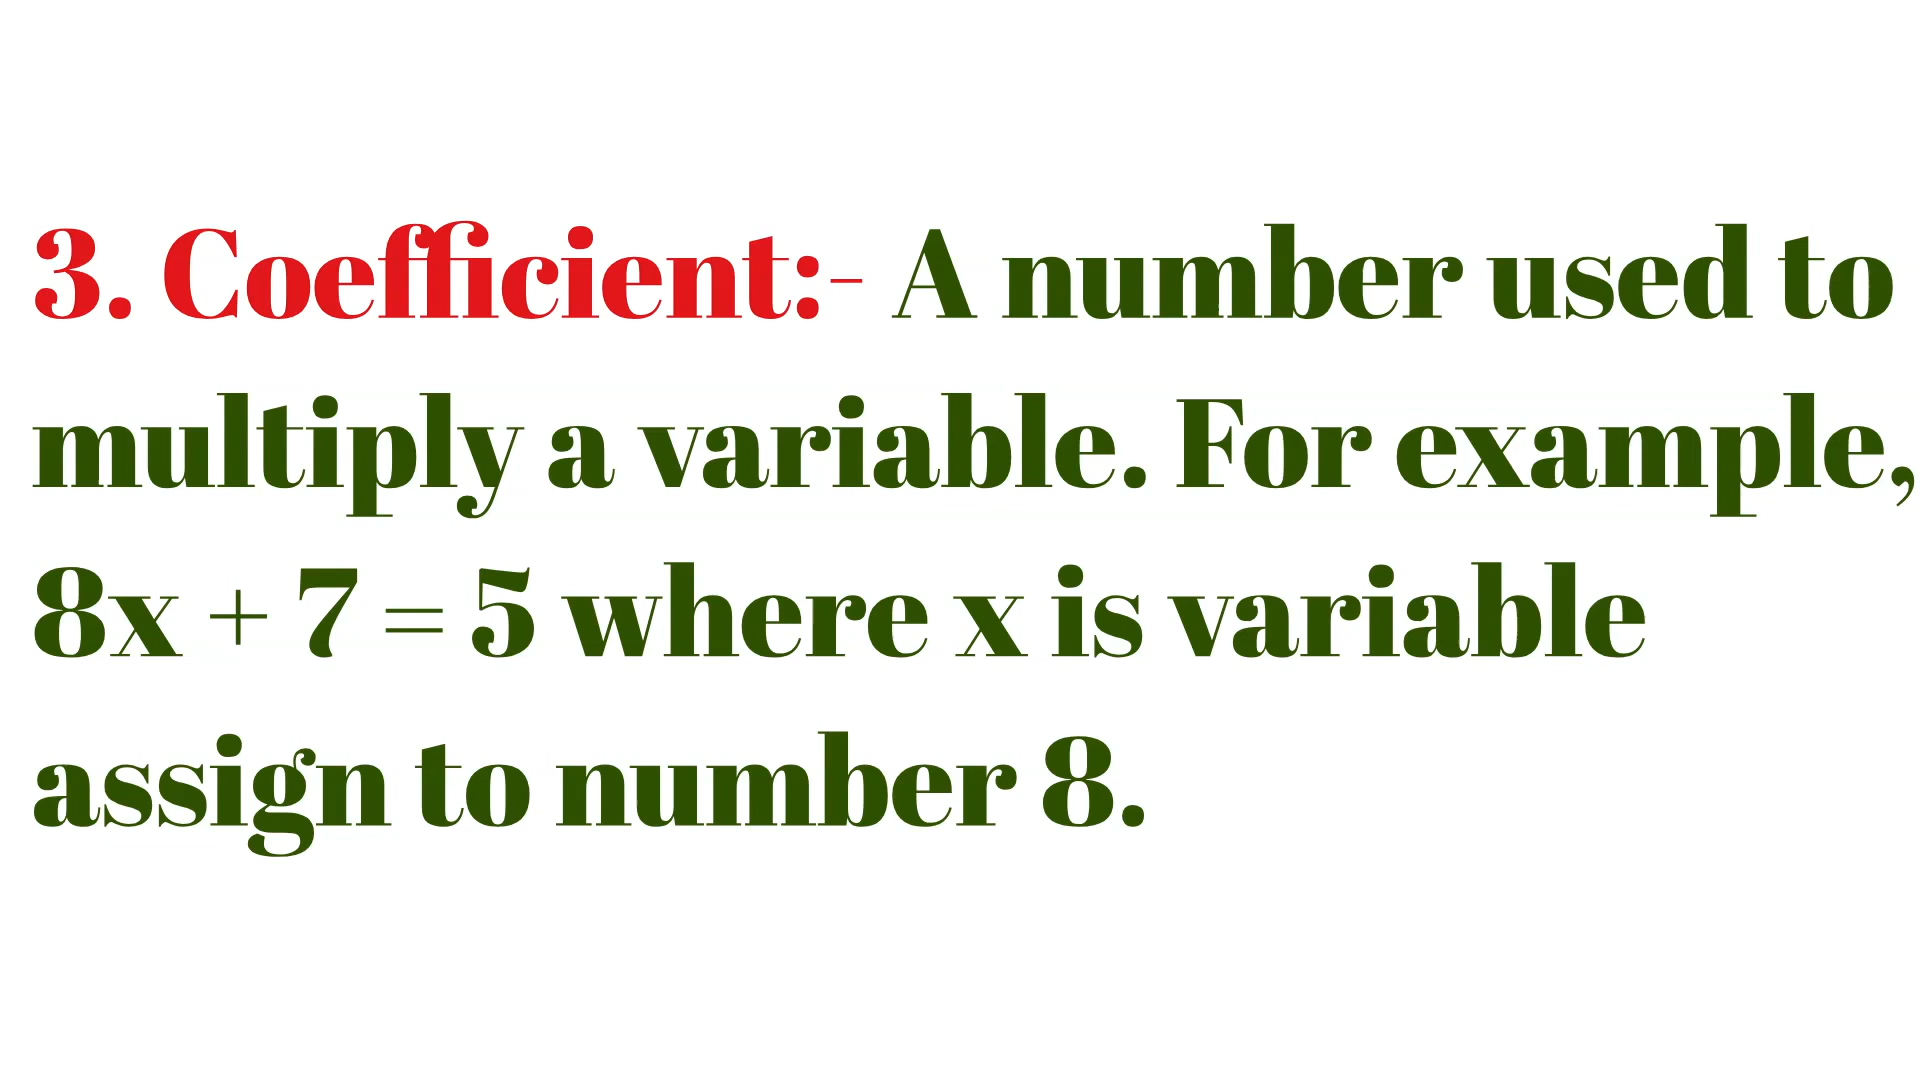 3. Coefficient:- A number used to
multiply a variable. For example,
8x + 7 = 5 where x is variable
assign to number 8.